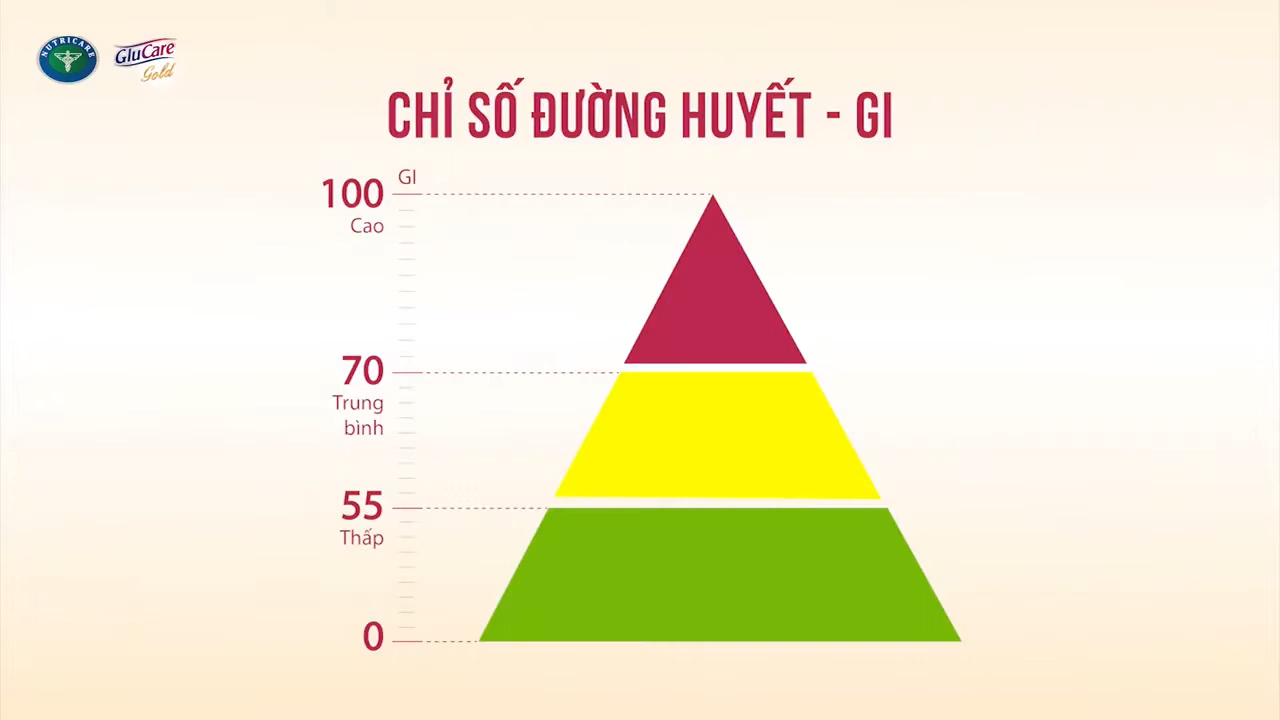 NUTRICARE
GluCare
Gold
CHỈ SỐ ĐƯỜNG HUYẾT - GI
GI
100
Cao
70
Trung
bình
55
Thấp
0